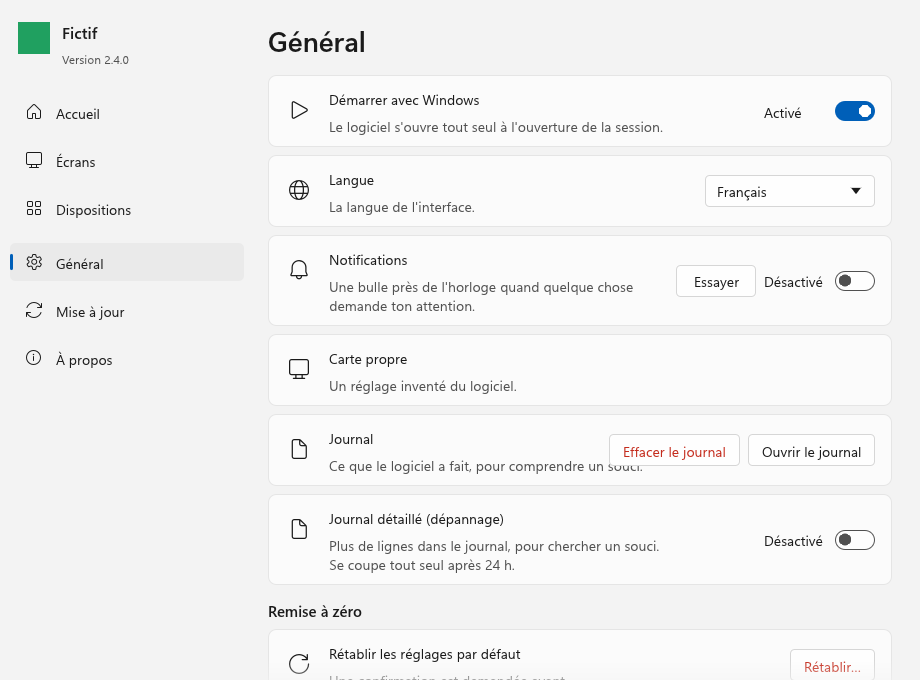 Fictif
Version 2.4.0
Accueil
Écrans
Dispositions
Général
Mise à jour
À propos
Général
Démarrer avec Windows
Le logiciel s'ouvre tout seul à l'ouverture de la session.
Activé
Langue
La langue de l'interface.
Français
Notifications
Une bulle près de l'horloge quand quelque chose
demande ton attention.
Essayer
Désactivé
Carte propre
Un réglage inventé du logiciel.
Journal
Ce que le logiciel a fait, pour comprendre un souci.
Effacer le journal
Ouvrir le journal
Journal détaillé (dépannage)
Plus de lignes dans le journal, pour chercher un souci.
Se coupe tout seul après 24 h.
Désactivé
Remise à zéro
Rétablir les réglages par défaut
Une confirmation est demandée avant.
Rétablir...